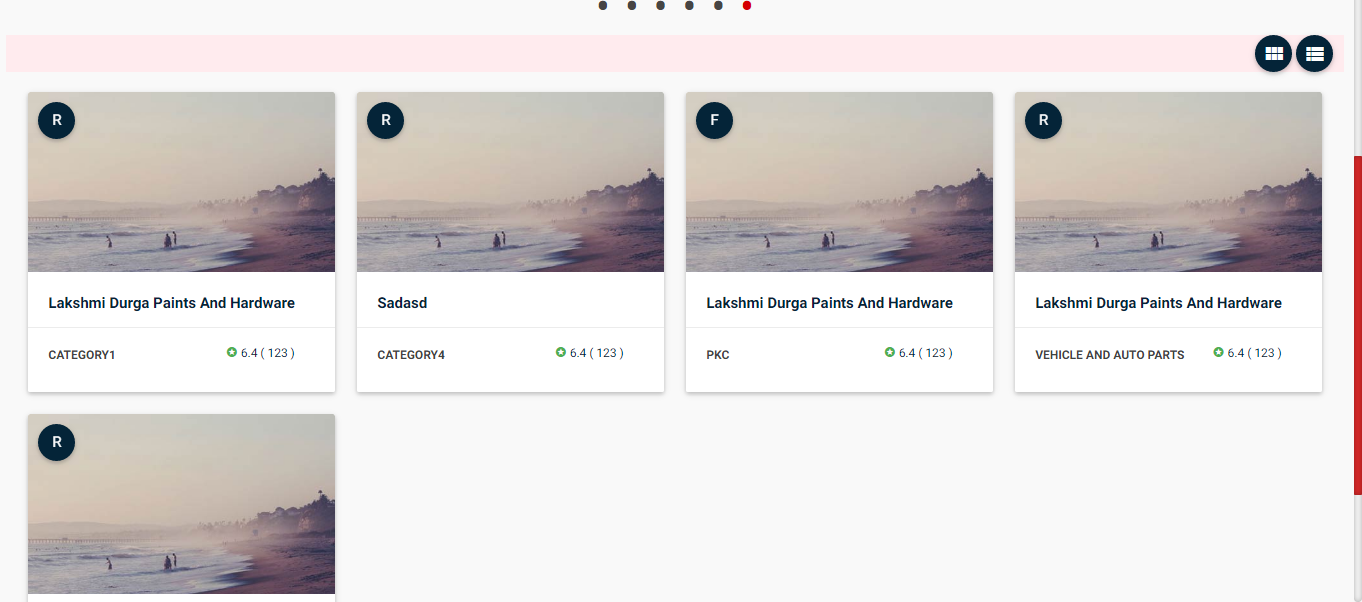 R
R
F
R
Lakshmi Durga Paints And Hardware
Sadasd
Lakshmi Durga Paints And Hardware
Lakshmi Durga Paints And Hardware
CATEGORY1
6.4 ( 123 )
CATEGORY4
6.4 ( 123 )
PKC
6.4 ( 123 )
VEHICLE AND AUTO PARTS
6.4 ( 123 )
R